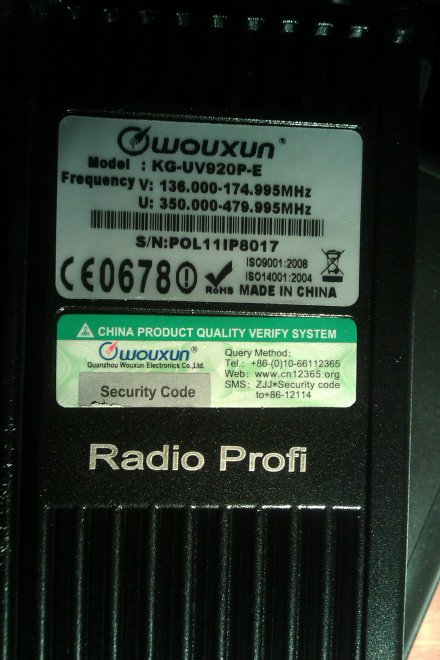 WOUXUN®
Model : KG-UV920P-E
Frequency V: 136.000-174.995MHz
U: 350.000-479.995MHz
S/N:POL11IP8017
CE0678
RoHS
ISO9001:2008
ISO14001:2004
MADE IN CHINA
CHINA PRODUCT QUALITY VERIFY SYSTEM
WOUXUN®
Quanzhou Wouxun Electronics Co.,Ltd.
Security Code
Query Method:
Tel.: +86-(0)10-66112365
Web: www.cn12365.org
SMS: ZJJ*Security code
to+86-12114
Radio Profi